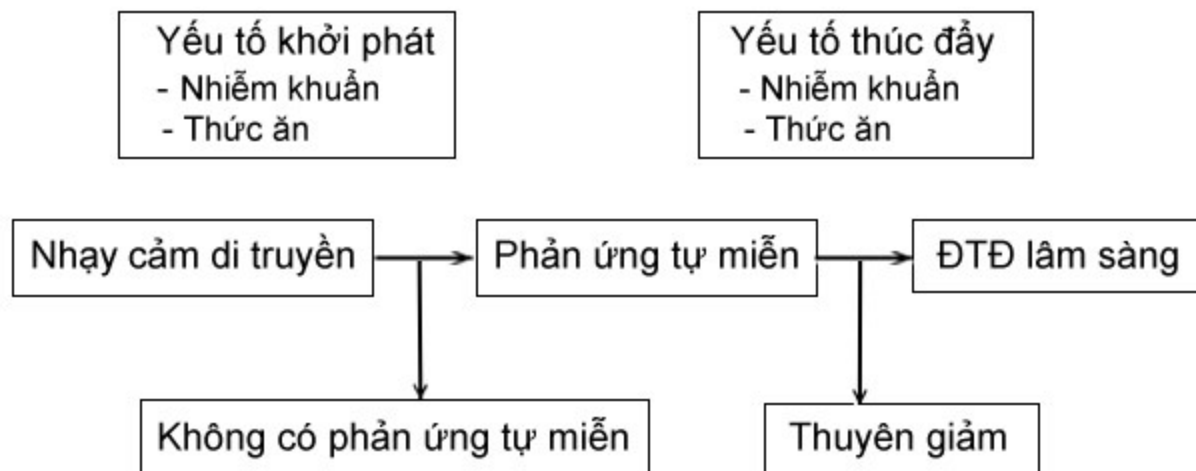 Yếu tố khởi phát
- Nhiễm khuẩn
- Thức ăn
Yếu tố thúc đẩy
- Nhiễm khuẩn
- Thức ăn
Nhạy cảm di truyền
Phản ứng tự miễn
ĐTĐ lâm sàng
Không có phản ứng tự miễn
Thuyên giảm